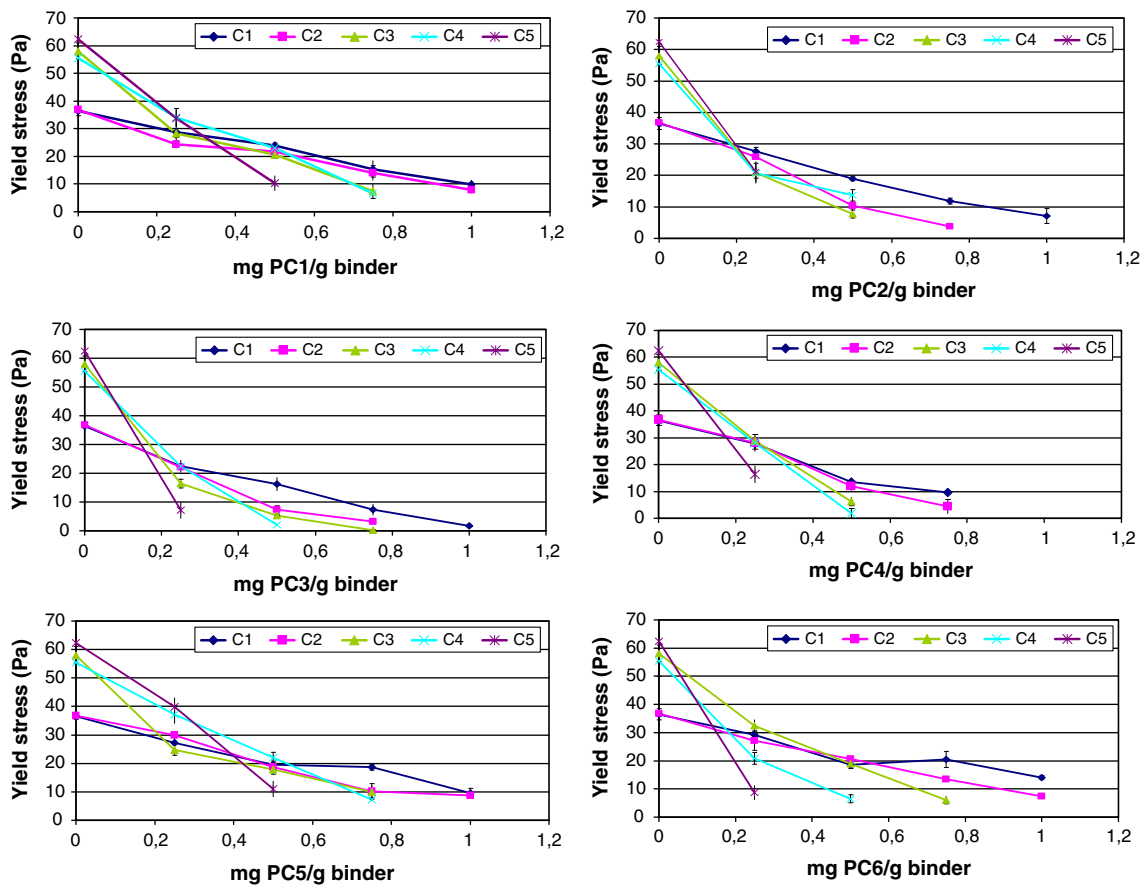 C1 C2 C3 C4 C5
Yield stress (Pa)
70
60
50
40
30
20
10
0
0 0,2 0,4 0,6 0,8 1 1,2
mg PC1/g binder
C1 C2 C3 C4 C5
Yield stress (Pa)
70
60
50
40
30
20
10
0
0 0,2 0,4 0,6 0,8 1 1,2
mg PC2/g binder
C1 C2 C3 C4 C5
Yield stress (Pa)
70
60
50
40
30
20
10
0
0 0,2 0,4 0,6 0,8 1 1,2
mg PC3/g binder
C1 C2 C3 C4 C5
Yield stress (Pa)
70
60
50
40
30
20
10
0
0 0,2 0,4 0,6 0,8 1 1,2
mg PC4/g binder
C1 C2 C3 C4 C5
Yield stress (Pa)
70
60
50
40
30
20
10
0
0 0,2 0,4 0,6 0,8 1 1,2
mg PC5/g binder
C1 C2 C3 C4 C5
Yield stress (Pa)
70
60
50
40
30
20
10
0
0 0,2 0,4 0,6 0,8 1 1,2
mg PC6/g binder